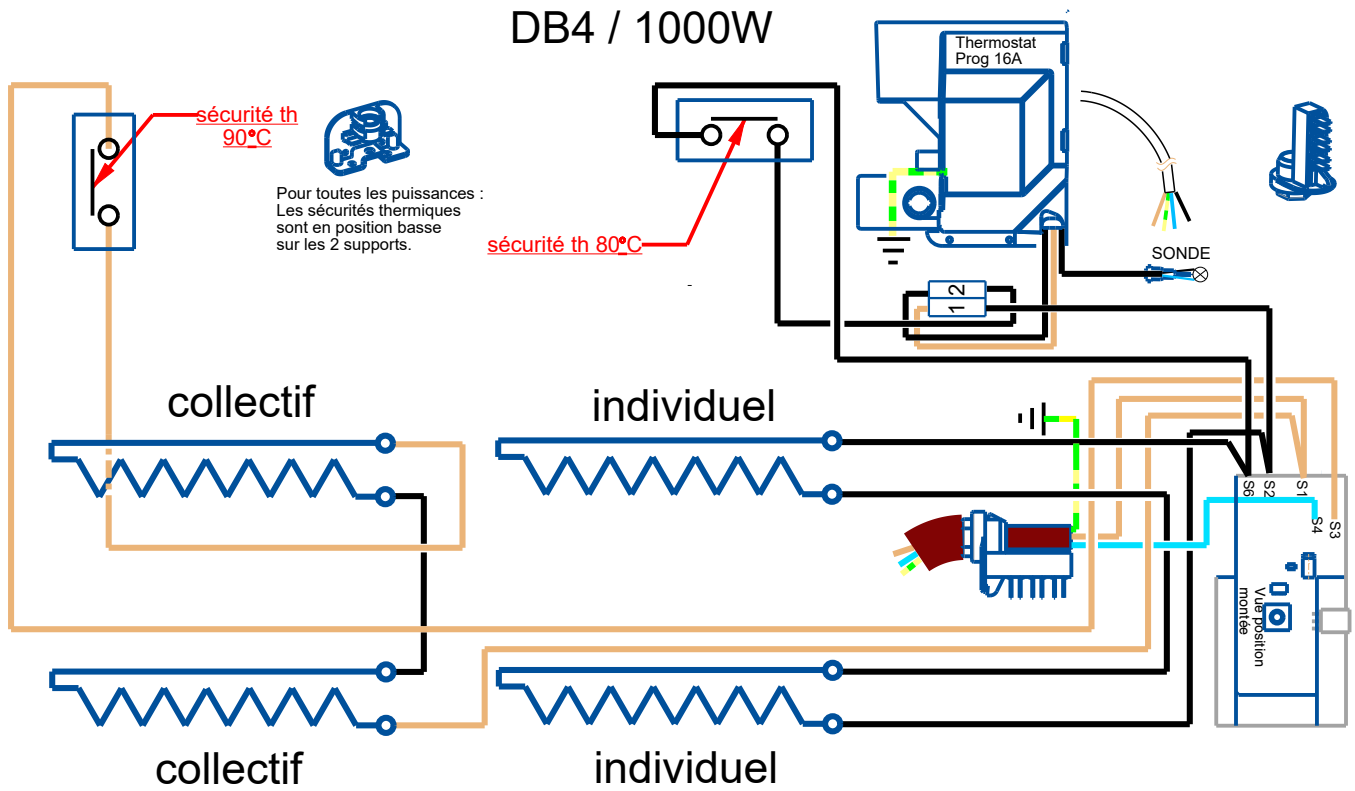 DB4 / 1000W
Thermostat
Prog 16A
sécurité th
90°C
Pour toutes les puissances :
Les sécurités thermiques
sont en position basse
sur les 2 supports.
sécurité th 80°C
SONDE
1 2
collectif
individuel
S6
S2
S1
S4
S3
Vue position
montée
collectif
individuel